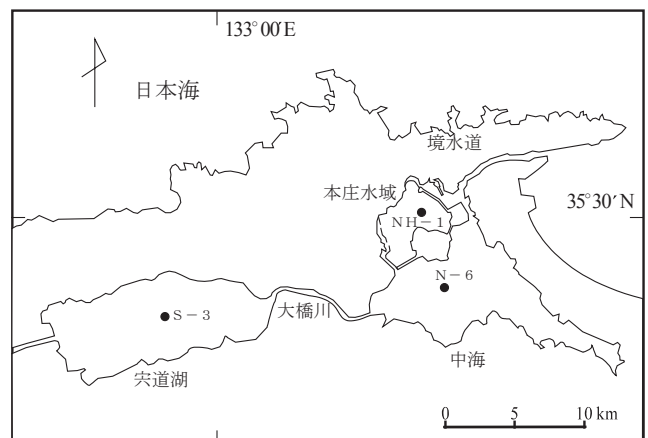 133°00′E
日本海
境水道
本庄水域
35°30′N
NH－1
N－6
S－3
大橋川
中海
宍道湖
0 5 10 km